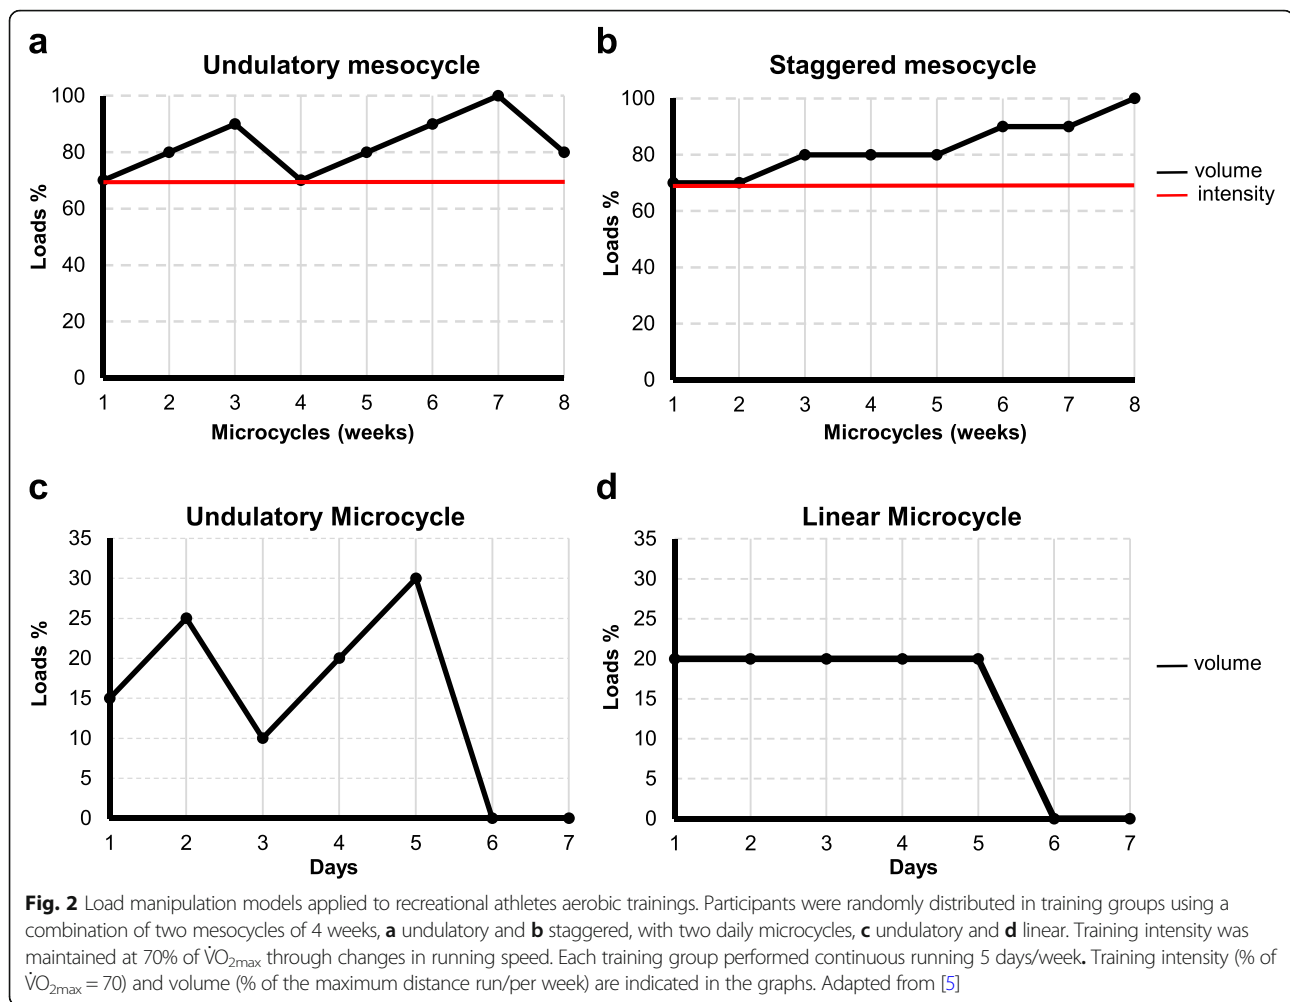 a
Undulatory mesocycle
100
80
60
40
20
0
Loads %
1 2 3 4 5 6 7 8
Microcycles (weeks)
b
Staggered mesocycle
100
80
60
40
20
0
Loads %
1 2 3 4 5 6 7 8
Microcycles (weeks)
volume
intensity
c
Undulatory Microcycle
35
30
25
20
15
10
5
0
Loads %
1 2 3 4 5 6 7
Days
d
Linear Microcycle
35
30
25
20
15
10
5
0
Loads %
1 2 3 4 5 6 7
Days
volume
Fig. 2 Load manipulation models applied to recreational athletes aerobic trainings. Participants were randomly distributed in training groups using a
combination of two mesocycles of 4 weeks, a undulatory and b staggered, with two daily microcycles, c undulatory and d linear. Training intensity was
maintained at 70% of V̇O2max through changes in running speed. Each training group performed continuous running 5 days/week. Training intensity (% of
V̇O2max = 70) and volume (% of the maximum distance run/per week) are indicated in the graphs. Adapted from [5]